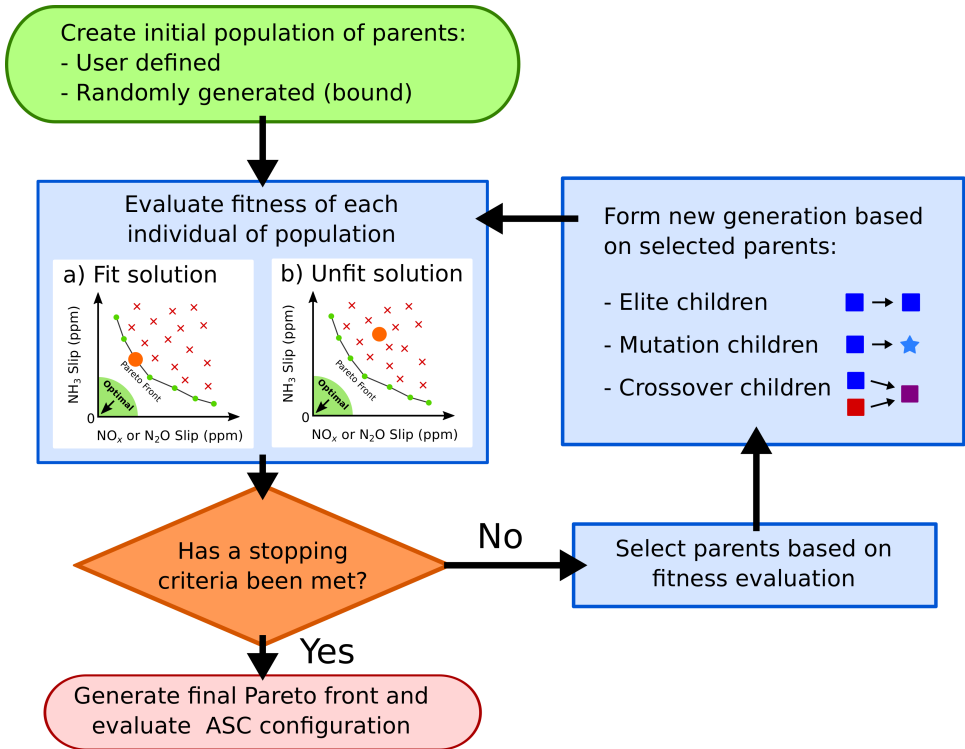 Create initial population of parents:
- User defined
- Randomly generated (bound)
Evaluate fitness of each
individual of population
a) Fit solution
NH₃ Slip (ppm)
Pareto Front
Optimal
0
NOₓ or N₂O Slip (ppm)
b) Unfit solution
NH₃ Slip (ppm)
Pareto Front
Optimal
0
NOₓ or N₂O Slip (ppm)
Form new generation based
on selected parents:
- Elite children
- Mutation children
- Crossover children
Has a stopping
criteria been met?
No
Select parents based on
fitness evaluation
Yes
Generate final Pareto front and
evaluate ASC configuration